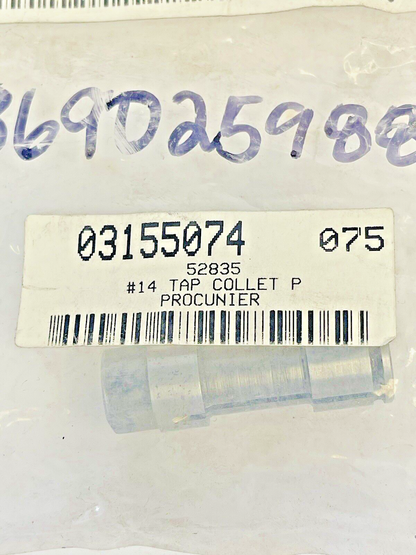 869D25988
03155074 075
52835
#14 TAP COLLET P
PROCUNIER